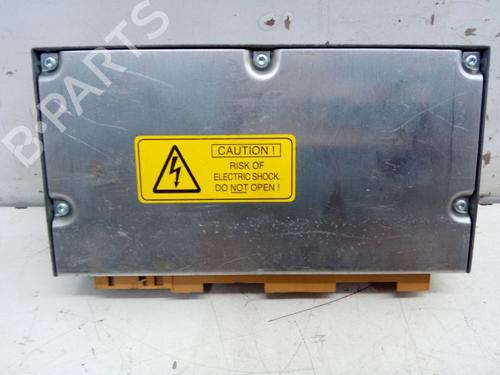 B-PARTS
CAUTION !
RISK OF
ELECTRIC SHOCK.
DO NOT OPEN !